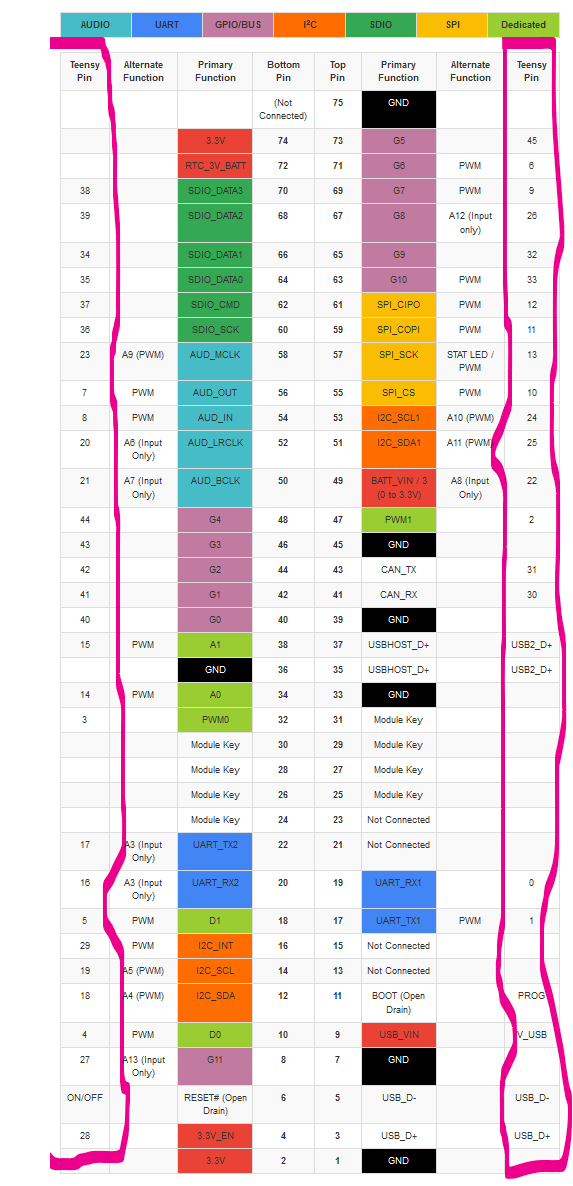 AUDIO UART GPIO/BUS I²C SDIO SPI Dedicated
Teensy Alternate Primary Bottom Top Primary Alternate Teensy
Pin Function Function Pin Pin Function Function Pin
(Not 75 GND
Connected)
3.3V 74 73 G5 45
RTC_3V_BATT 72 71 G6 PWM 6
38 SDIO_DATA3 70 69 G7 PWM 9
39 SDIO_DATA2 68 67 G8 A12 (Input 26
only)
34 SDIO_DATA1 66 65 G9 32
35 SDIO_DATA0 64 63 G10 PWM 33
37 SDIO_CMD 62 61 SPI_CIPO PWM 12
36 SDIO_SCK 60 59 SPI_COPI PWM 11
23 A9 (PWM) AUD_MCLK 58 57 SPI_SCK STAT LED / 13
PWM
7 PWM AUD_OUT 56 55 SPI_CS PWM 10
8 PWM AUD_IN 54 53 I2C_SCL1 A10 (PWM) 24
20 A6 (Input AUD_LRCLK 52 51 I2C_SDA1 A11 (PWM) 25
Only)
21 A7 (Input AUD_BCLK 50 49 BATT_VIN / 3 A8 (Input 22
Only) (0 to 3.3V) Only)
44 G4 48 47 PWM1 2
43 G3 46 45 GND
42 G2 44 43 CAN_TX 31
41 G1 42 41 CAN_RX 30
40 G0 40 39 GND
15 PWM A1 38 37 USBHOST_D+ USB2_D+
GND 36 35 USBHOST_D+ USB2_D+
14 PWM A0 34 33 GND
3 PWM0 32 31 Module Key
Module Key 30 29 Module Key
Module Key 28 27 Module Key
Module Key 26 25 Module Key
Module Key 24 23 Not Connected
17 A3 (Input UART_TX2 22 21 Not Connected
Only)
16 A3 (Input UART_RX2 20 19 UART_RX1 0
Only)
5 PWM D1 18 17 UART_TX1 PWM 1
29 PWM I2C_INT 16 15 Not Connected
19 A5 (PWM) I2C_SCL 14 13 Not Connected
18 A4 (PWM) I2C_SDA 12 11 BOOT (Open PROG
Drain)
4 PWM D0 10 9 USB_VIN V_USB
27 A13 (Input G11 8 7 GND
Only)
ON/OFF RESET# (Open 6 5 USB_D- USB_D-
Drain)
28 3.3V_EN 4 3 USB_D+ USB_D+
3.3V 2 1 GND